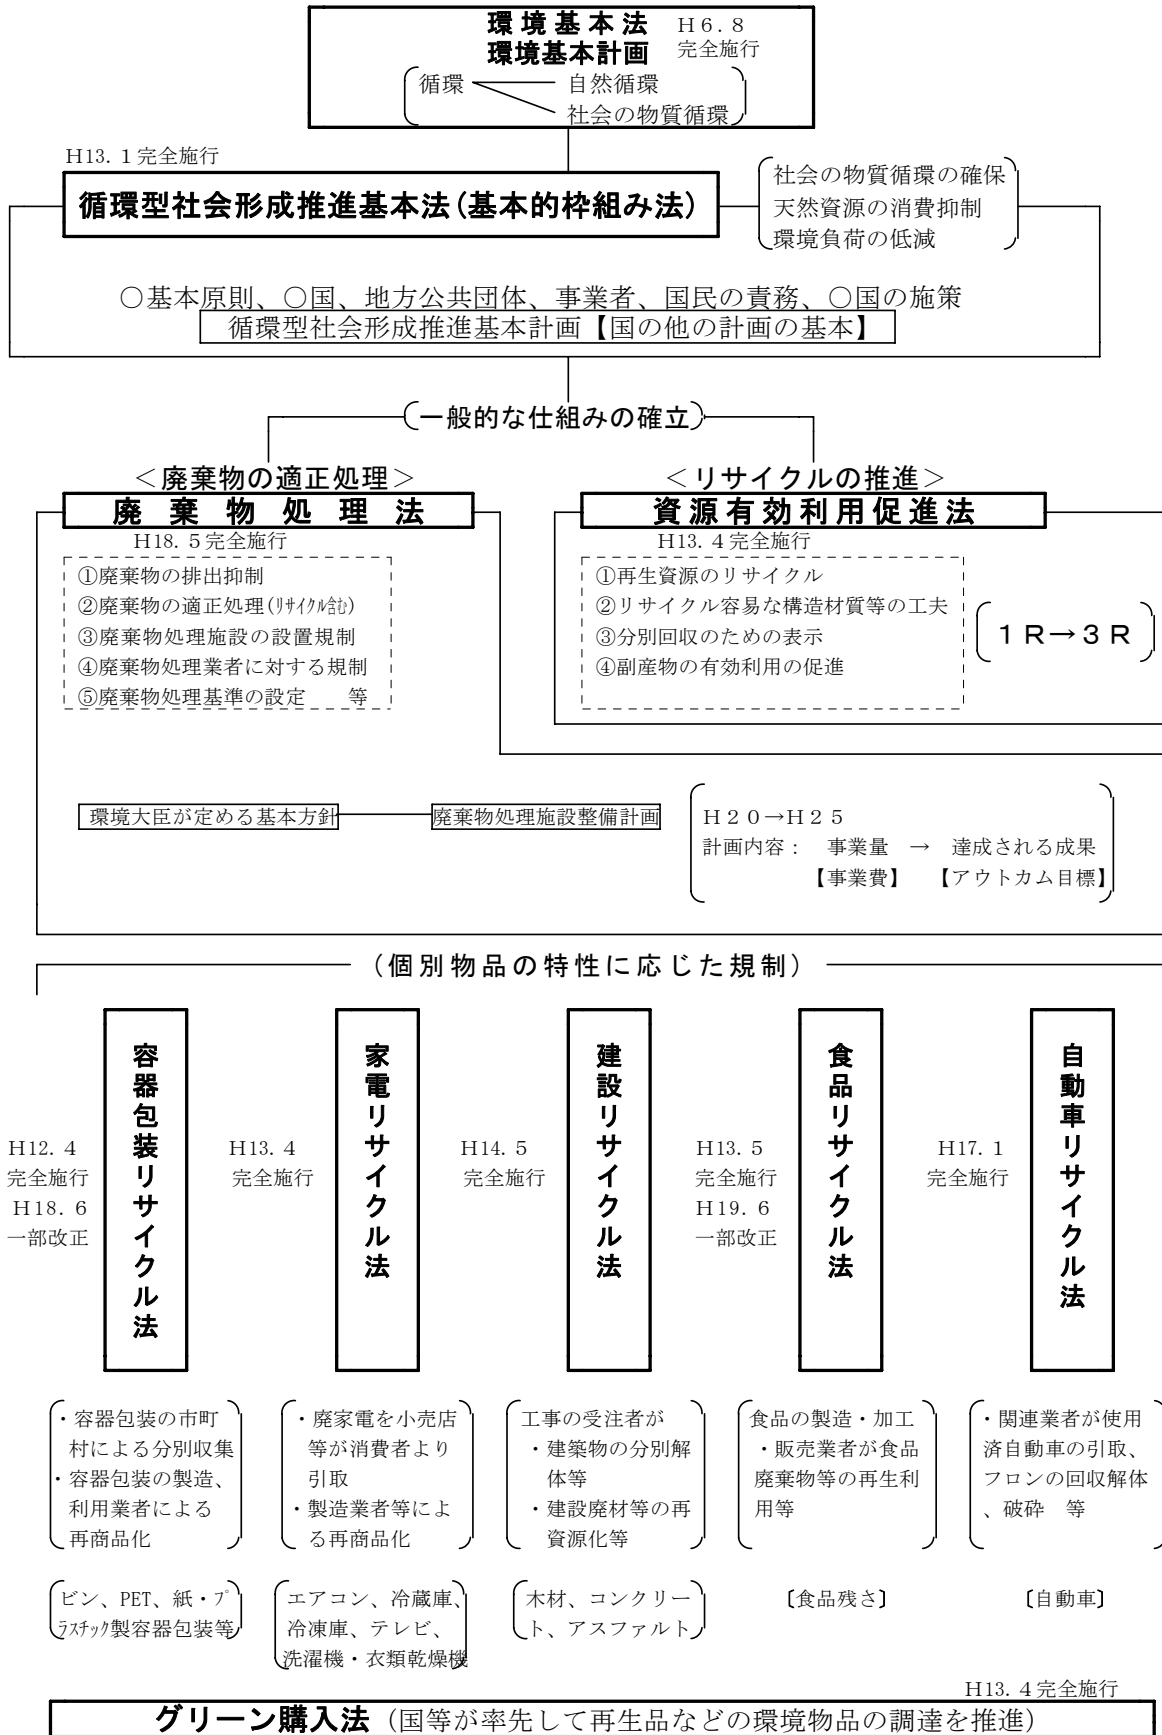 環境基本法 H6.8
環境基本計画 完全施行
循環 自然循環
社会の物質循環
H13.1完全施行
循環型社会形成推進基本法(基本的枠組み法)
社会の物質循環の確保
天然資源の消費抑制
環境負荷の低減
○基本原則、○国、地方公共団体、事業者、国民の責務、○国の施策
循環型社会形成推進基本計画【国の他の計画の基本】
一般的な仕組みの確立
＜廃棄物の適正処理＞
廃棄物処理法
H18.5完全施行
①廃棄物の排出抑制
②廃棄物の適正処理(ﾘｻｲｸﾙ含む)
③廃棄物処理施設の設置規制
④廃棄物処理業者に対する規制
⑤廃棄物処理基準の設定 等
＜リサイクルの推進＞
資源有効利用促進法
H13.4完全施行
①再生資源のリサイクル
②リサイクル容易な構造材質等の工夫
③分別回収のための表示
④副産物の有効利用の促進
1R→3R
環境大臣が定める基本方針
廃棄物処理施設整備計画
H20→H25
計画内容： 事業量 → 達成される成果
【事業費】 【アウトカム目標】
(個別物品の特性に応じた規制)
H12.4
完全施行
H18.6
一部改正
容器包装リサイクル法
H13.4
完全施行
家電リサイクル法
H14.5
完全施行
建設リサイクル法
H13.5
完全施行
H19.6
一部改正
食品リサイクル法
H17.1
完全施行
自動車リサイクル法
・容器包装の市町
村による分別収集
・容器包装の製造、
利用業者による
再商品化
・廃家電を小売店
等が消費者より
引取
・製造業者等によ
る再商品化
工事の受注者が
・建築物の分別解
体等
・建設廃材等の再
資源化等
食品の製造・加工
・販売業者が食品
廃棄物等の再生利
用等
・関連業者が使用
済自動車の引取、
フロンの回収解体
、破砕 等
ビン、PET、紙・プ
ﾗｽﾁｯｸ製容器包装等
エアコン、冷蔵庫、
冷凍庫、テレビ、
洗濯機・衣類乾燥機
木材、コンクリー
ト、アスファルト
〔食品残さ〕
〔自動車〕
H13.4完全施行
グリーン購入法（国等が率先して再生品などの環境物品の調達を推進）